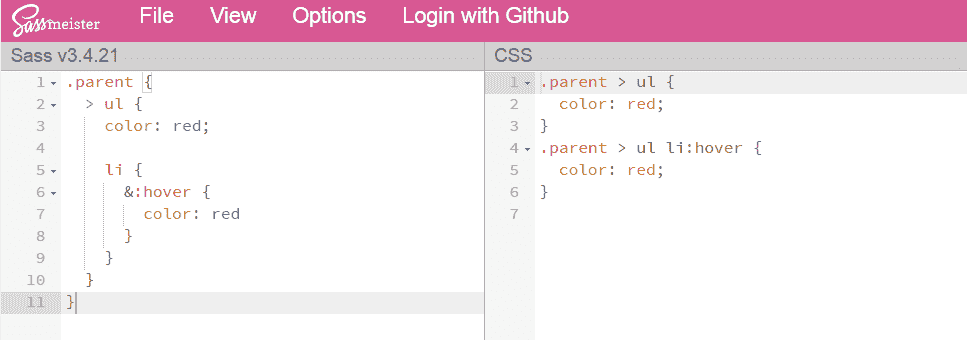 Sassmeister File View Options Login with Github
Sass v3.4.21
1 .parent {
2 > ul {
3 color: red;
4
5 li {
6 &:hover {
7 color: red
8 }
9 }
10 }
11 }
CSS
1 .parent > ul {
2 color: red;
3 }
4 .parent > ul li:hover {
5 color: red;
6 }
7